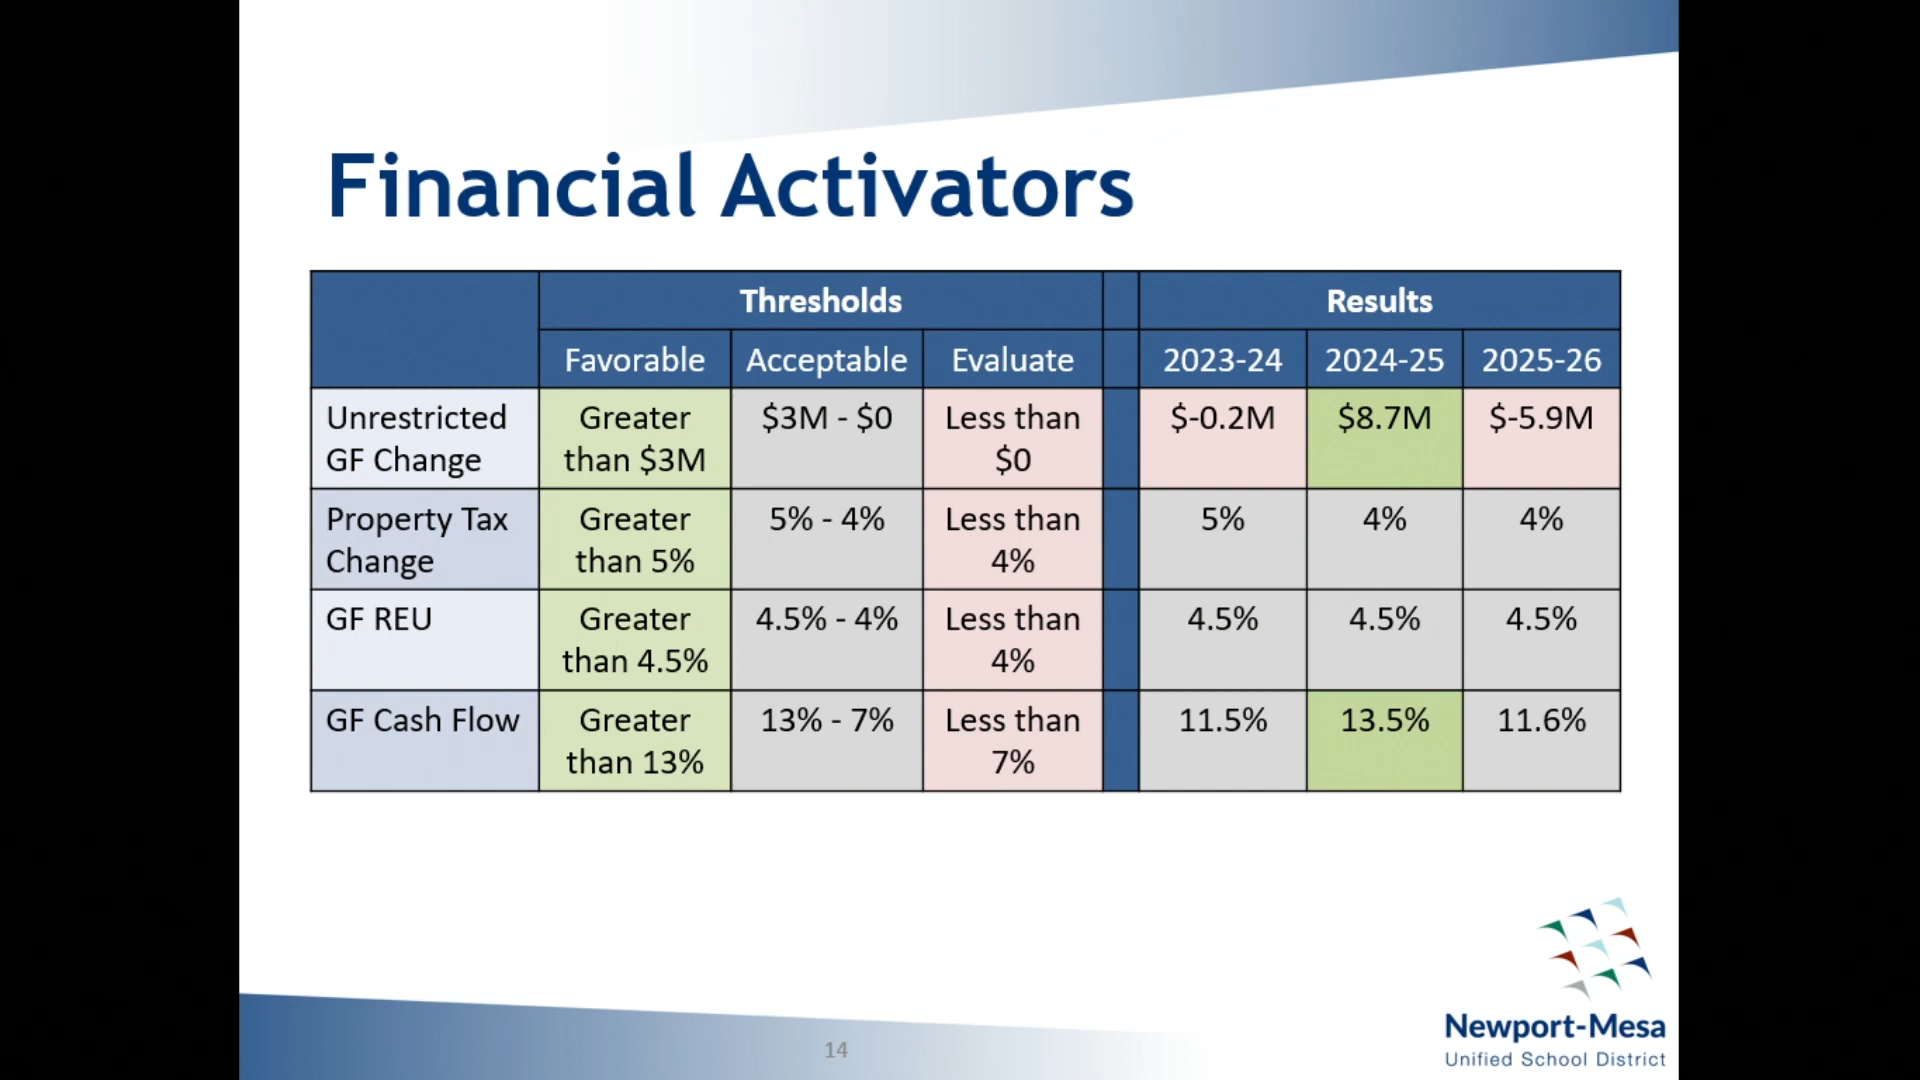 Financial Activators
Thresholds Results
Favorable Acceptable Evaluate 2023-24 2024-25 2025-26
Unrestricted Greater $3M - $0 Less than $-0.2M $8.7M $-5.9M
GF Change than $3M $0
Property Tax Greater 5% - 4% Less than 5% 4% 4%
Change than 5% 4%
GF REU Greater 4.5% - 4% Less than 4.5% 4.5% 4.5%
than 4.5% 4%
GF Cash Flow Greater 13% - 7% Less than 11.5% 13.5% 11.6%
than 13% 7%
14
Newport-Mesa
Unified School District